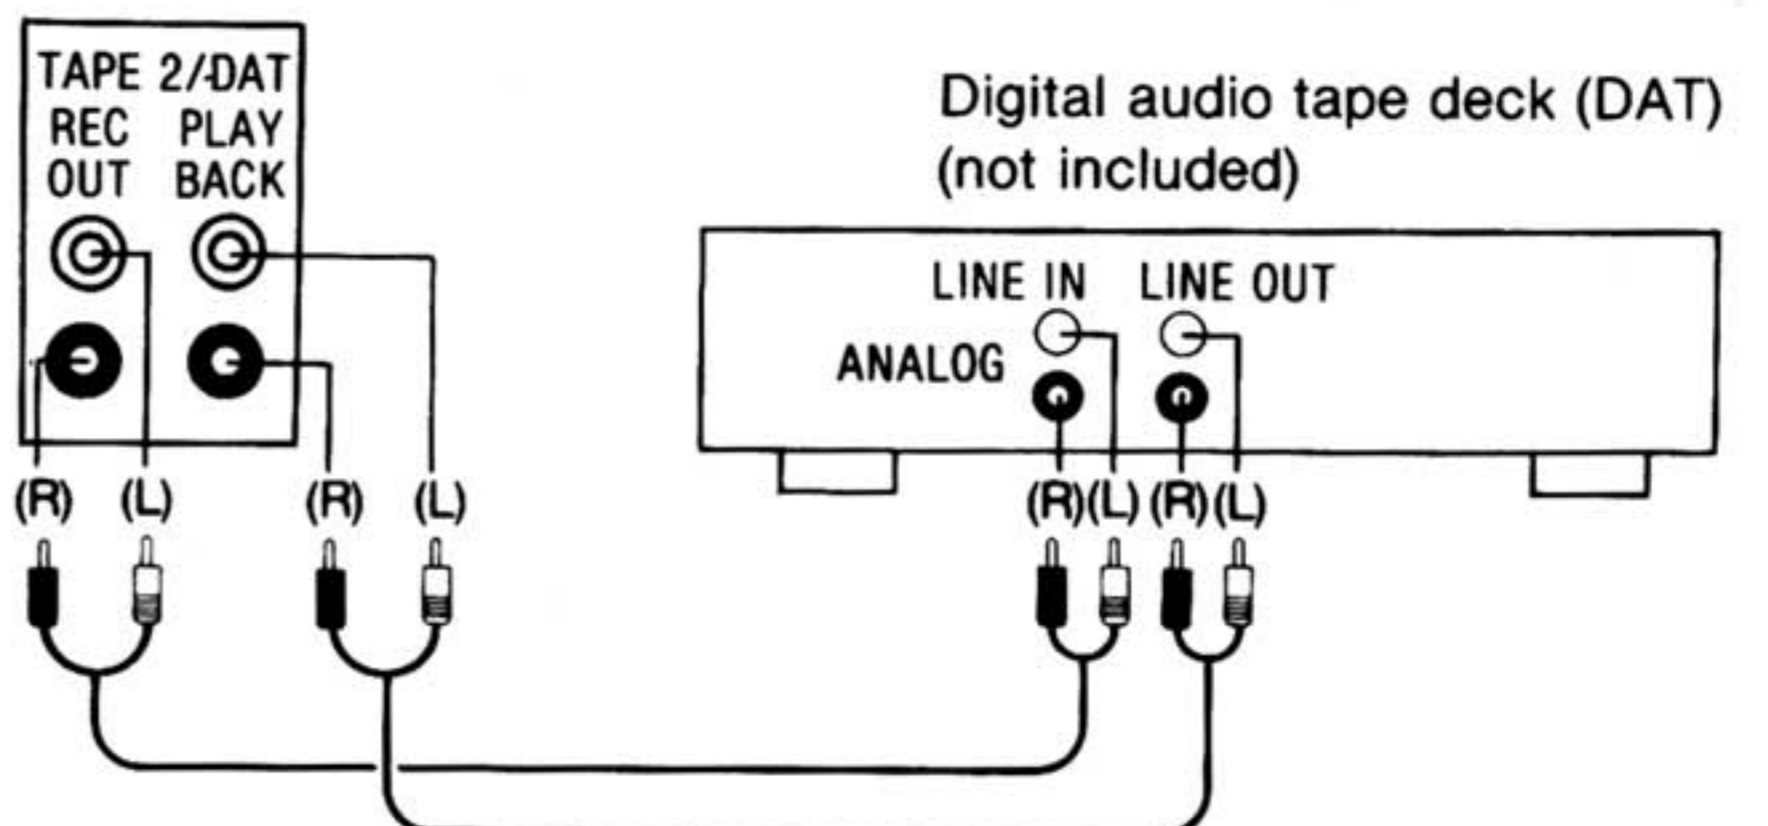 TAPE 2/DAT
REC PLAY
OUT BACK
Digital audio tape deck (DAT)
(not included)
LINE IN LINE OUT
ANALOG
(R) (L) (R) (L) (R) (L) (R) (L)